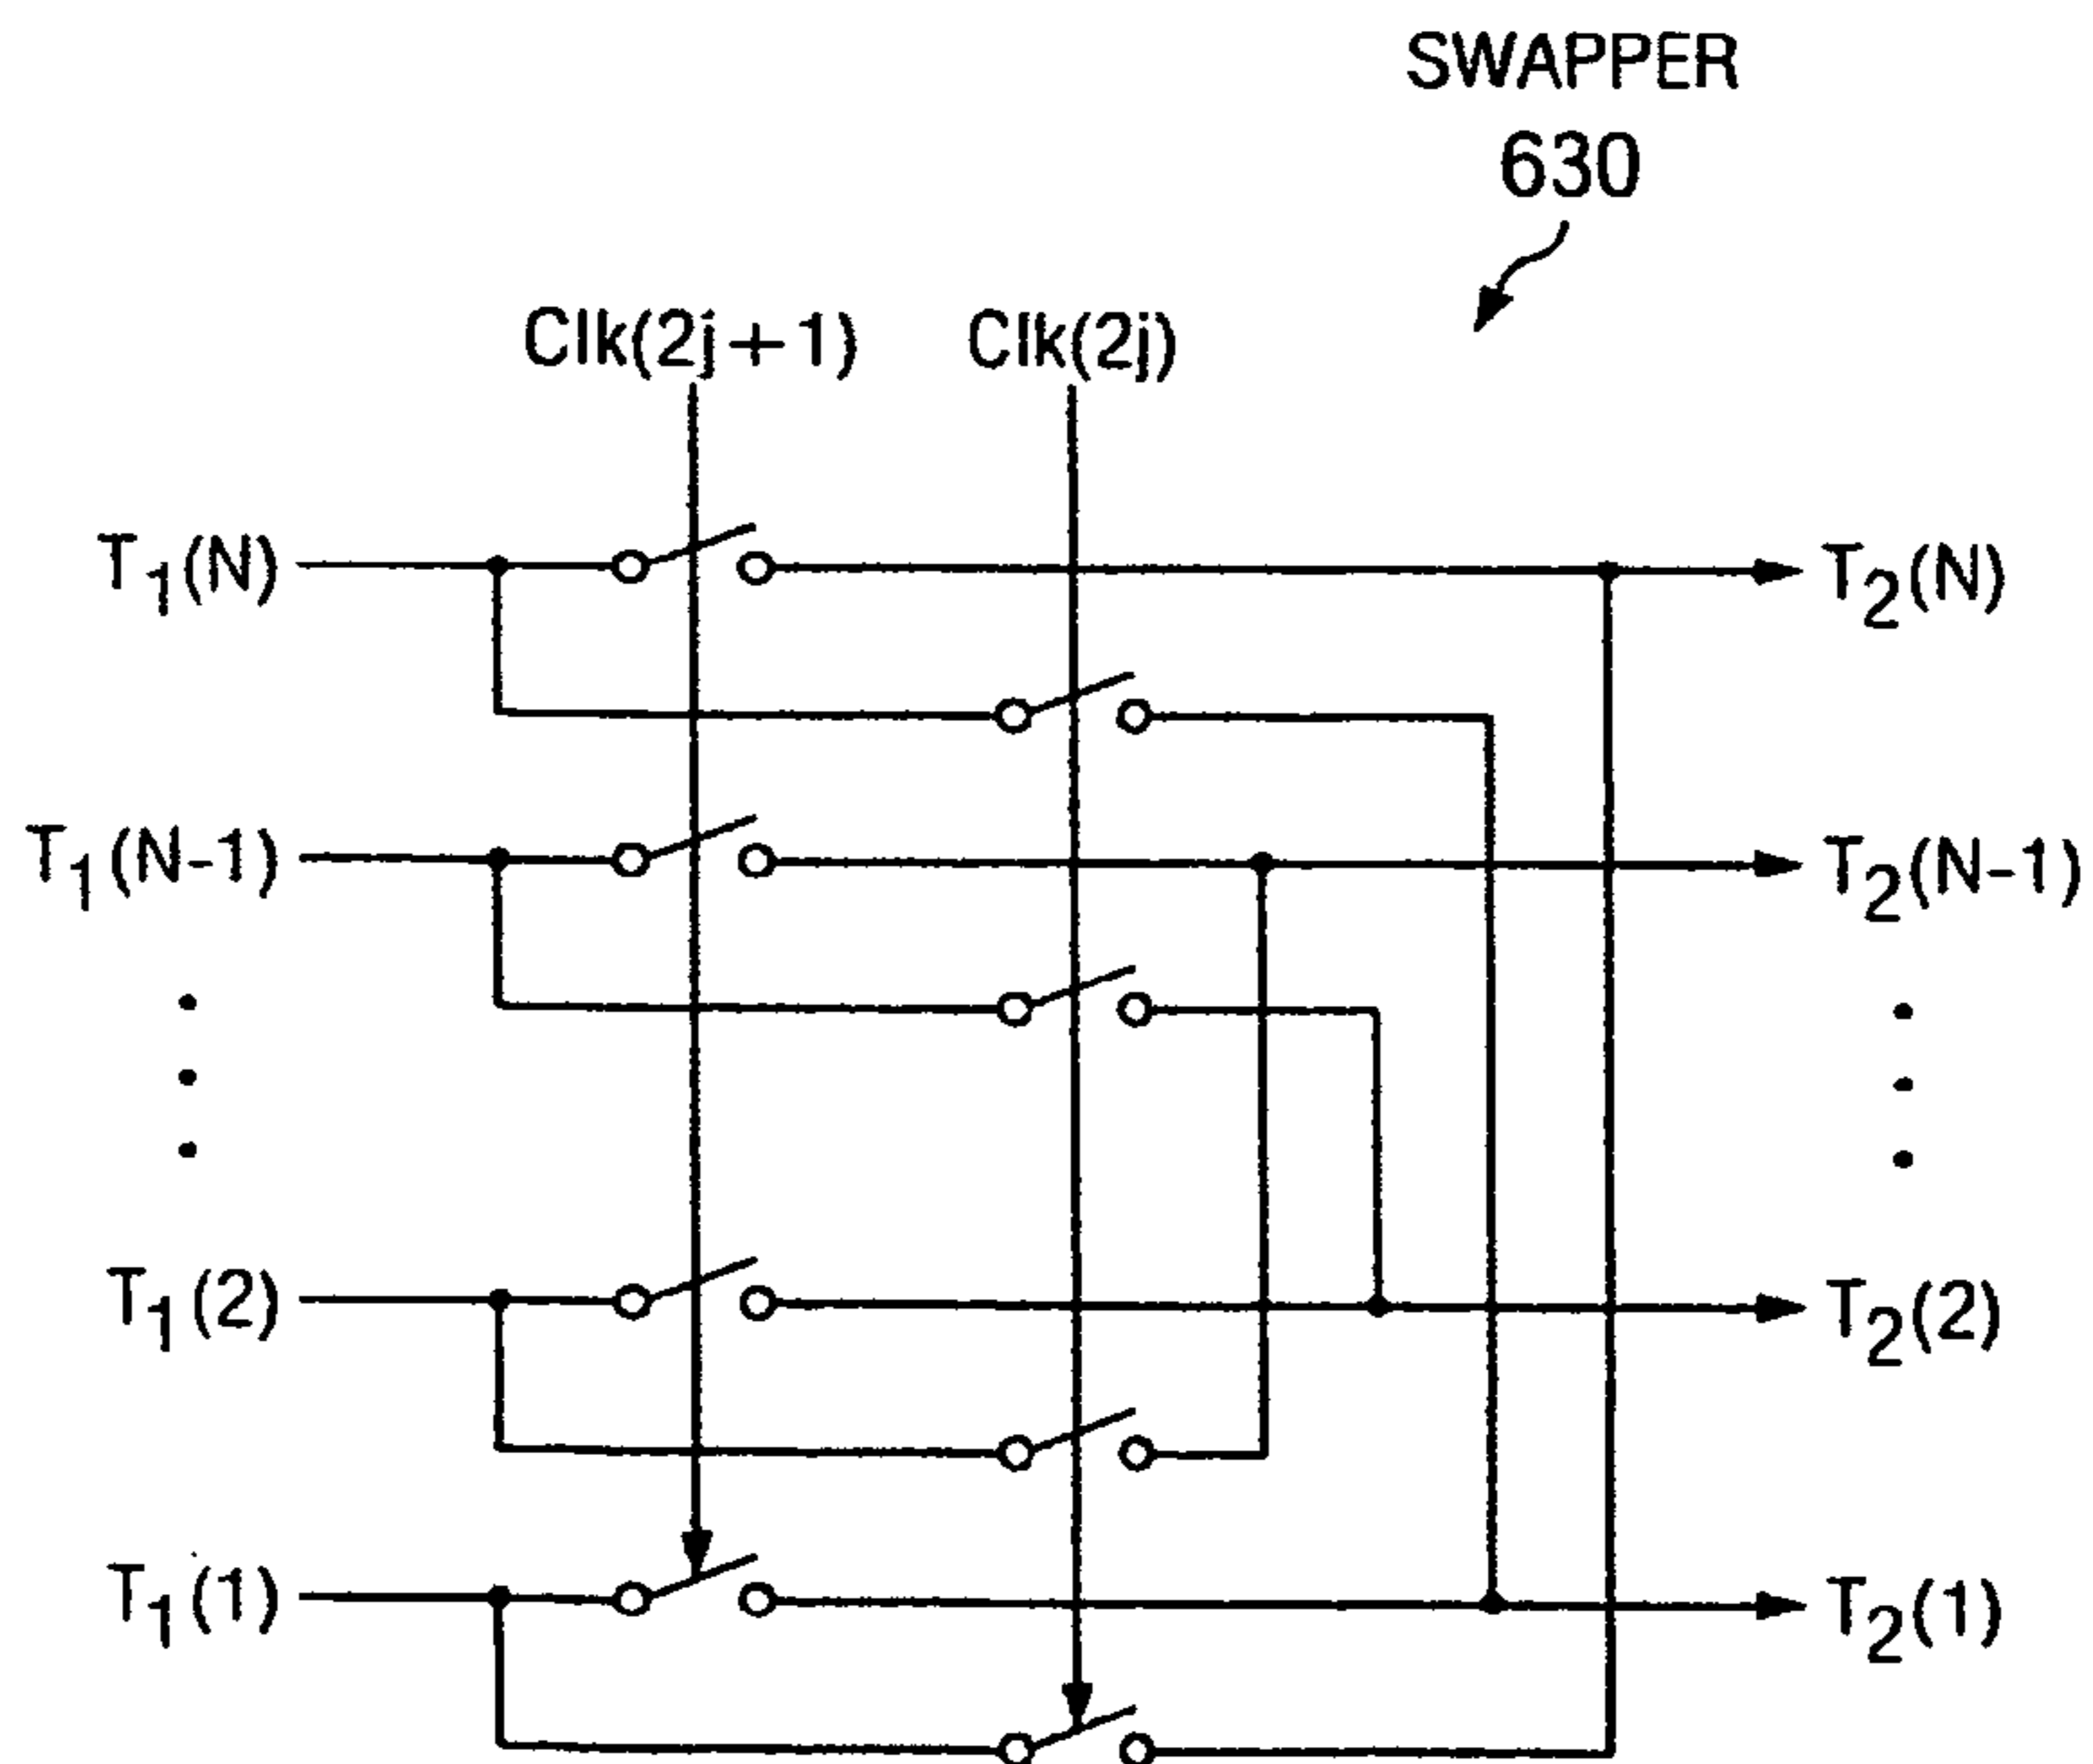 SWAPPER
630
Clk(2j+1) Clk(2j)
T1(N) T2(N)
T1(N-1) T2(N-1)
T1(2) T2(2)
T1(1) T2(1)